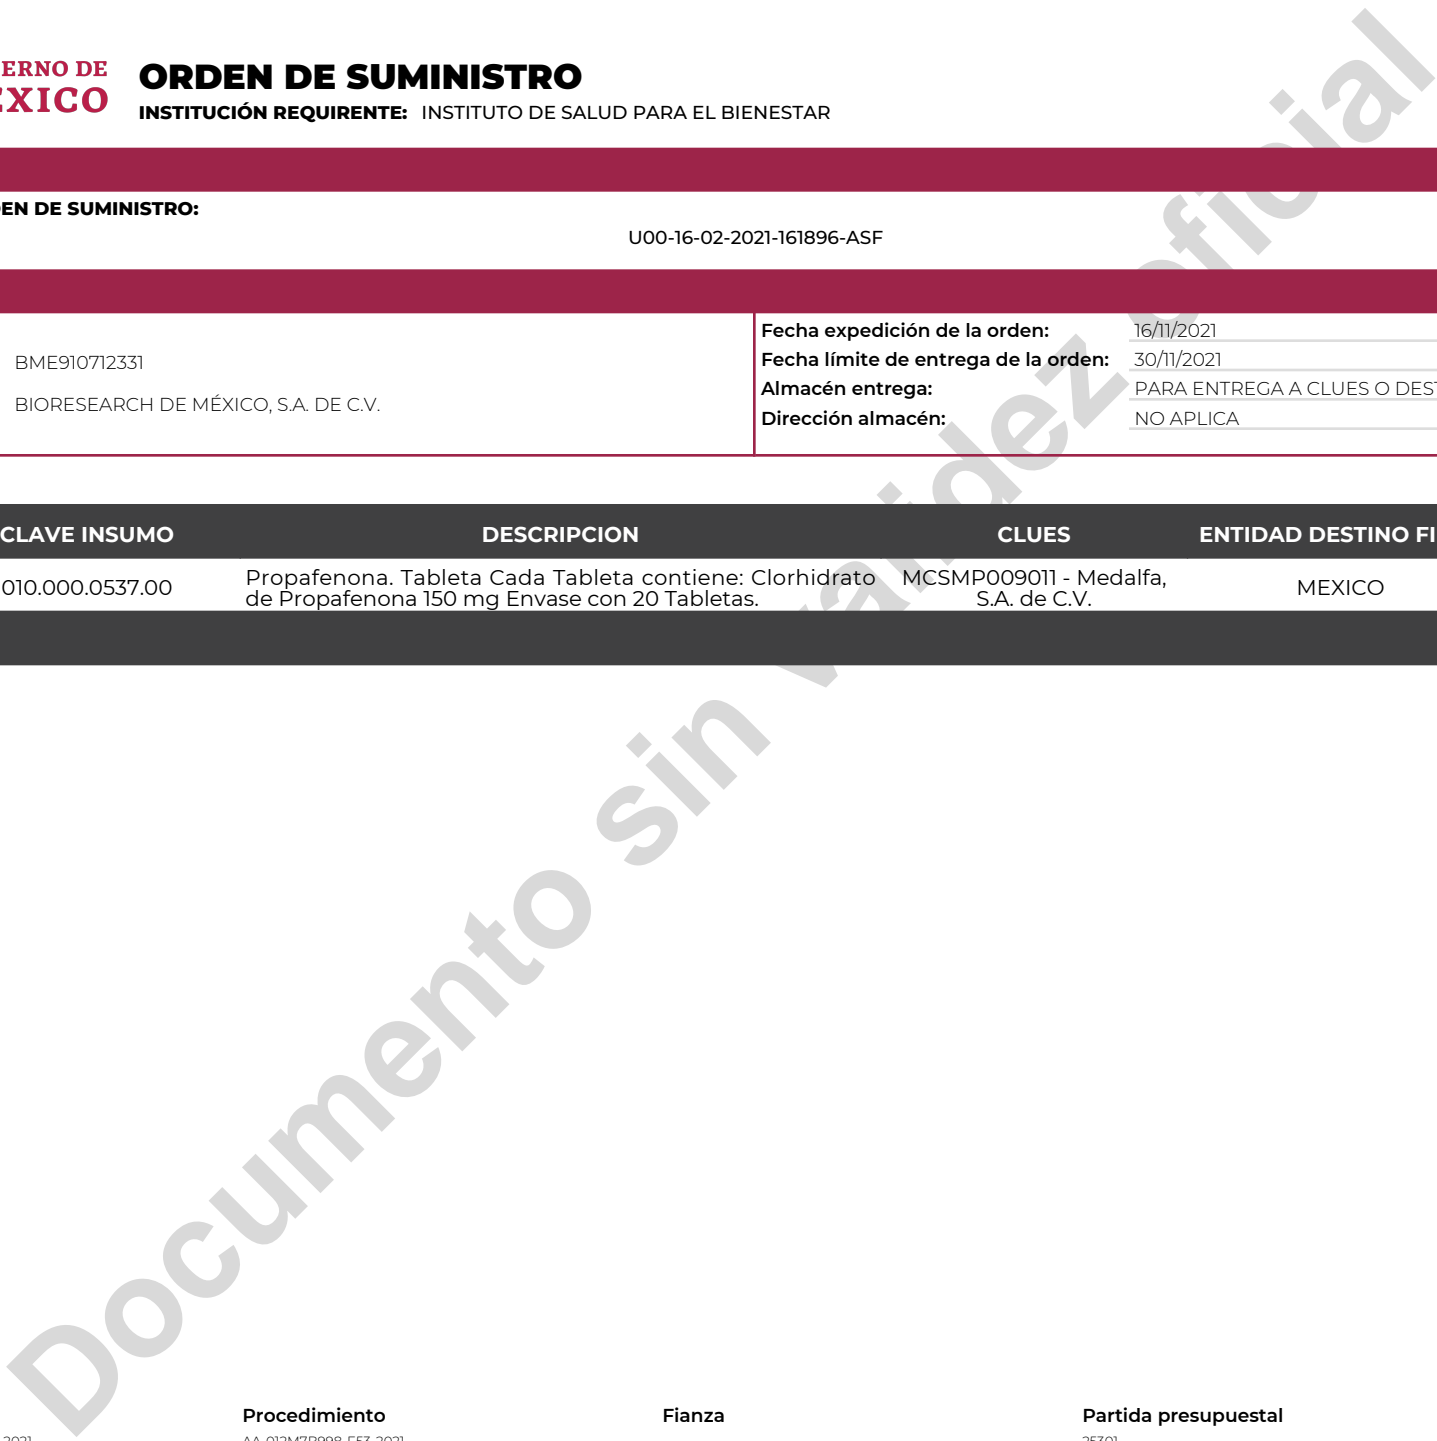 ERNO DE
EXICO
ORDEN DE SUMINISTRO
INSTITUCIÓN REQUIRENTE: INSTITUTO DE SALUD PARA EL BIENESTAR
EN DE SUMINISTRO:
U00-16-02-2021-161896-ASF
BME910712331
BIORESEARCH DE MÉXICO, S.A. DE C.V.
Fecha expedición de la orden: 16/11/2021
Fecha límite de entrega de la orden: 30/11/2021
Almacén entrega: PARA ENTREGA A CLUES O DEST
Dirección almacén: NO APLICA
CLAVE INSUMO DESCRIPCION CLUES ENTIDAD DESTINO FI
010.000.0537.00 Propafenona. Tableta Cada Tableta contiene: Clorhidrato de Propafenona 150 mg Envase con 20 Tabletas. MCSMP009011 - Medalfa, S.A. de C.V. MEXICO
Documento sin validez oficial
Procedimiento Fianza Partida presupuestal